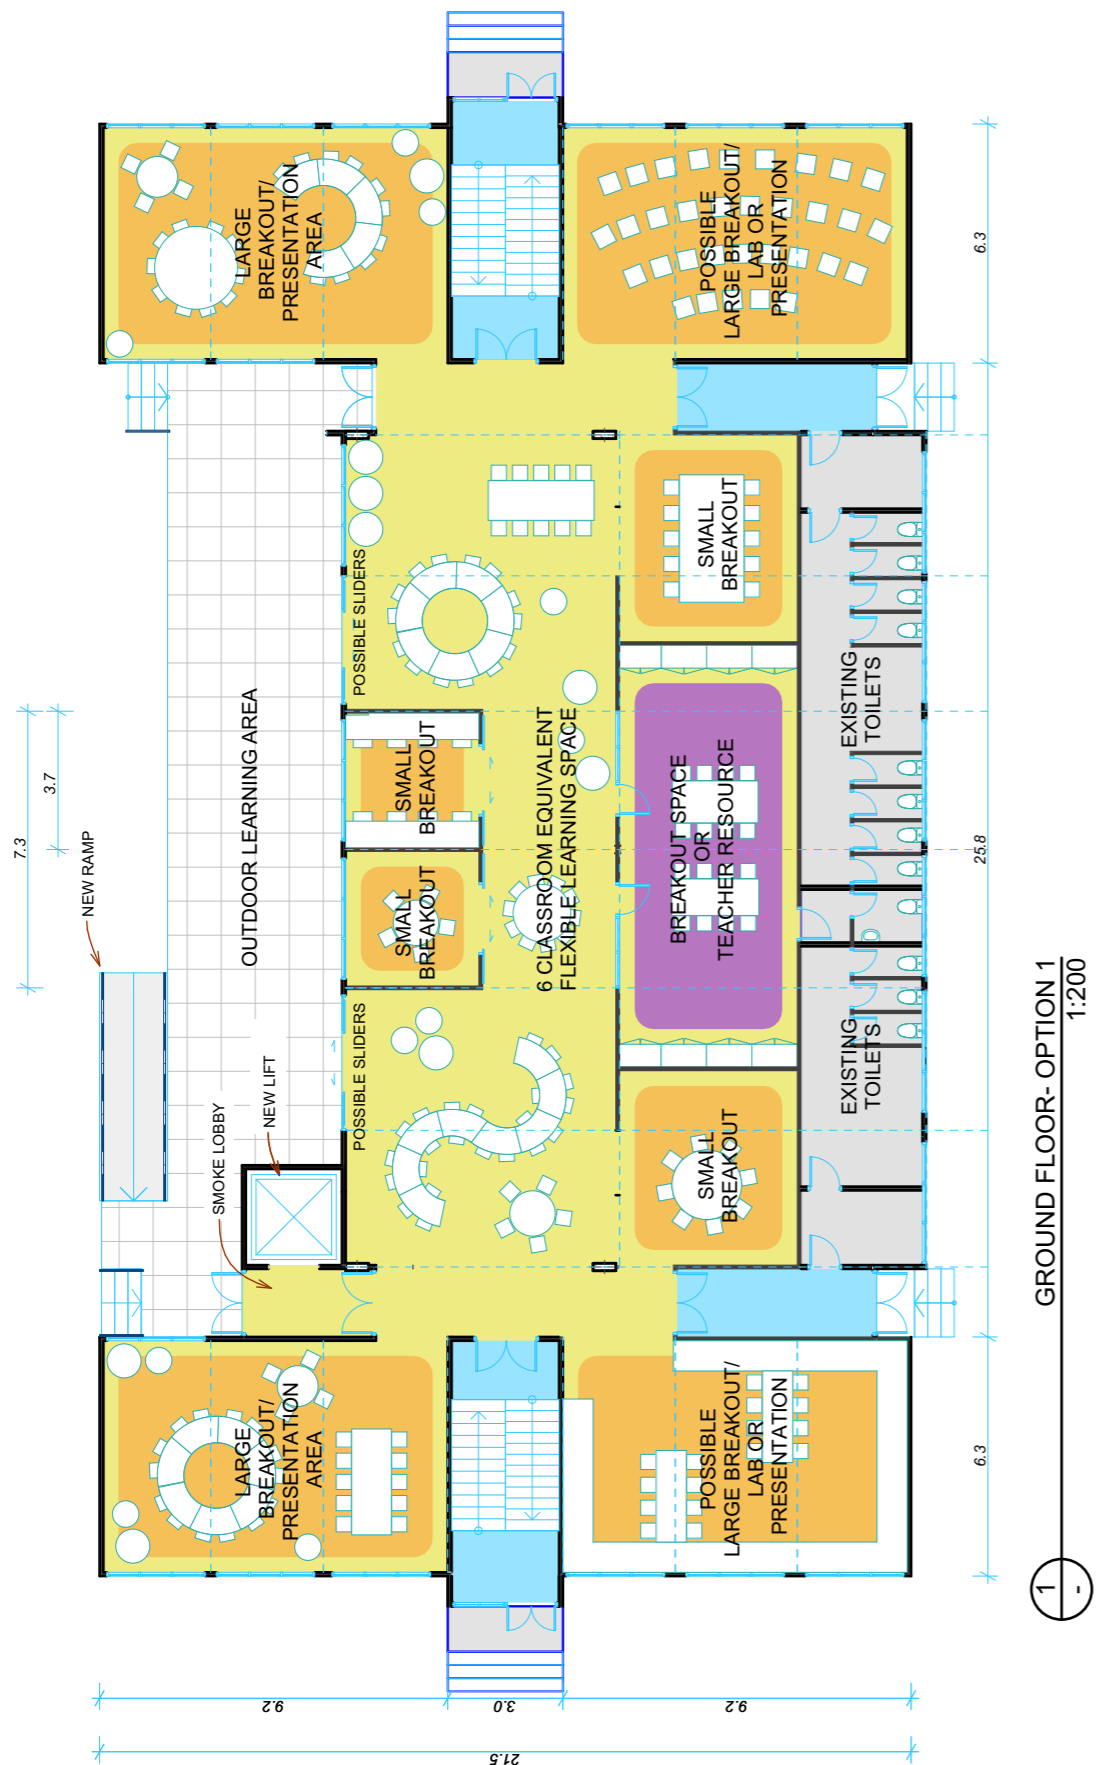 LARGE
BREAKOUT/
PRESENTATION
AREA
POSSIBLE
LARGE BREAKOUT/
LAB OR
PRESENTATION
6.3
POSSIBLE SLIDERS
SMALL
BREAKOUT
OUTDOOR LEARNING AREA
7.3
3.7
NEW RAMP
SMALL
BREAKOUT
SMALL
BREAKOUT
6 CLASSROOM EQUIVALENT
FLEXIBLE LEARNING SPACE
BREAKOUT SPACE
OR
TEACHER RESOURCE
EXISTING
TOILETS
25.8
EXISTING
TOILETS
POSSIBLE SLIDERS
NEW LIFT
SMOKE LOBBY
SMALL
BREAKOUT
LARGE
BREAKOUT/
PRESENTATION
AREA
POSSIBLE
LARGE BREAKOUT/
LAB OR
PRESENTATION
6.3
9.2
3.0
9.2
21.5
1
-
GROUND FLOOR- OPTION 1
1:200